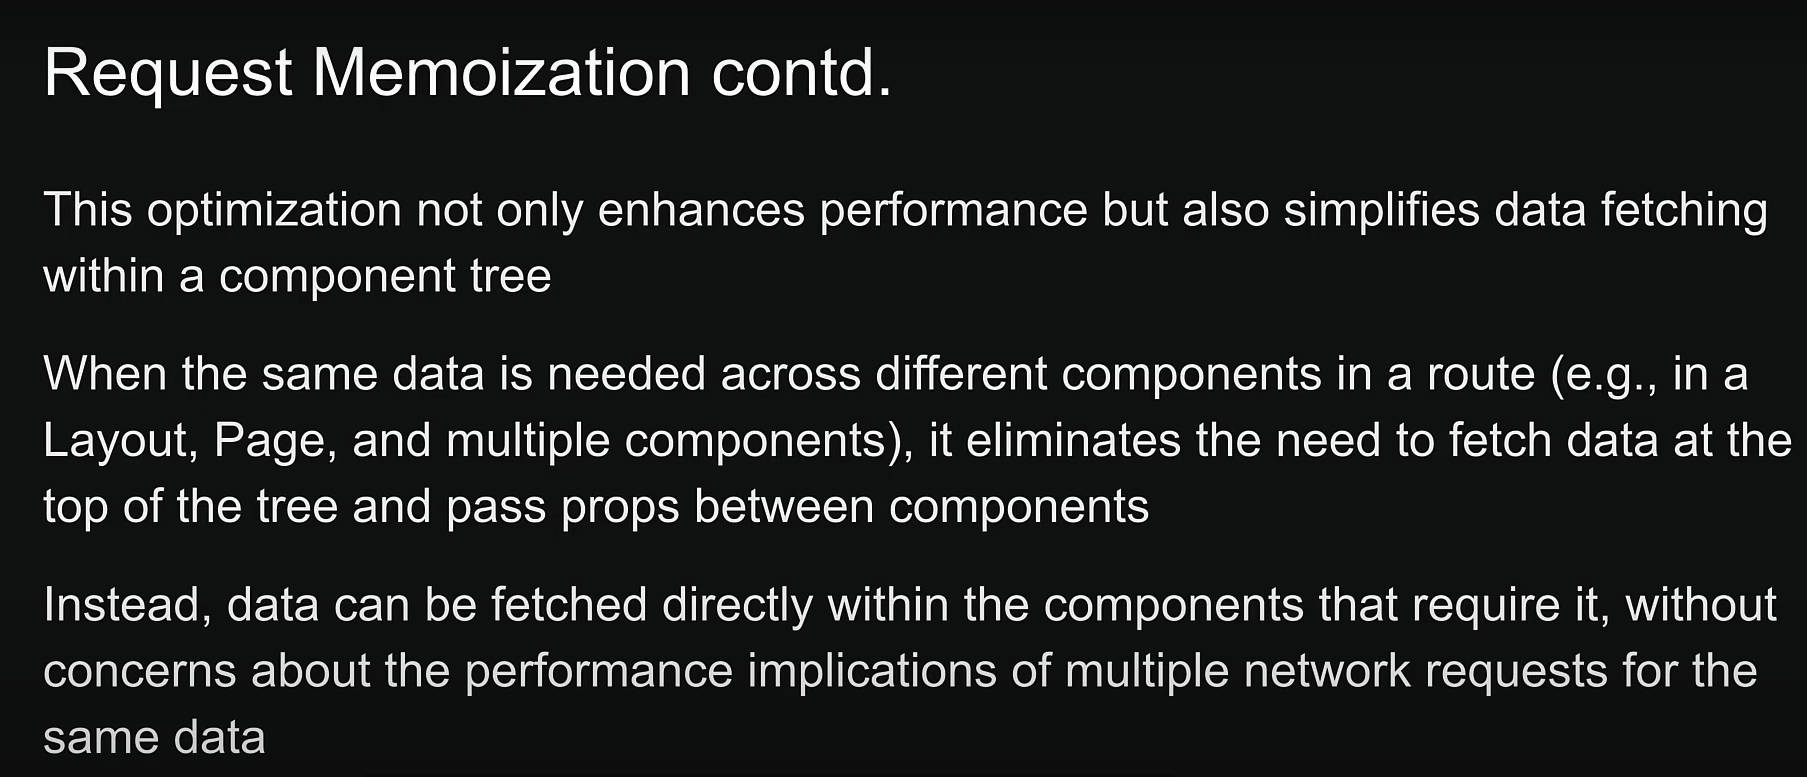 Request Memoization contd.
This optimization not only enhances performance but also simplifies data fetching
within a component tree
When the same data is needed across different components in a route (e.g., in a
Layout, Page, and multiple components), it eliminates the need to fetch data at the
top of the tree and pass props between components
Instead, data can be fetched directly within the components that require it, without
concerns about the performance implications of multiple network requests for the
same data